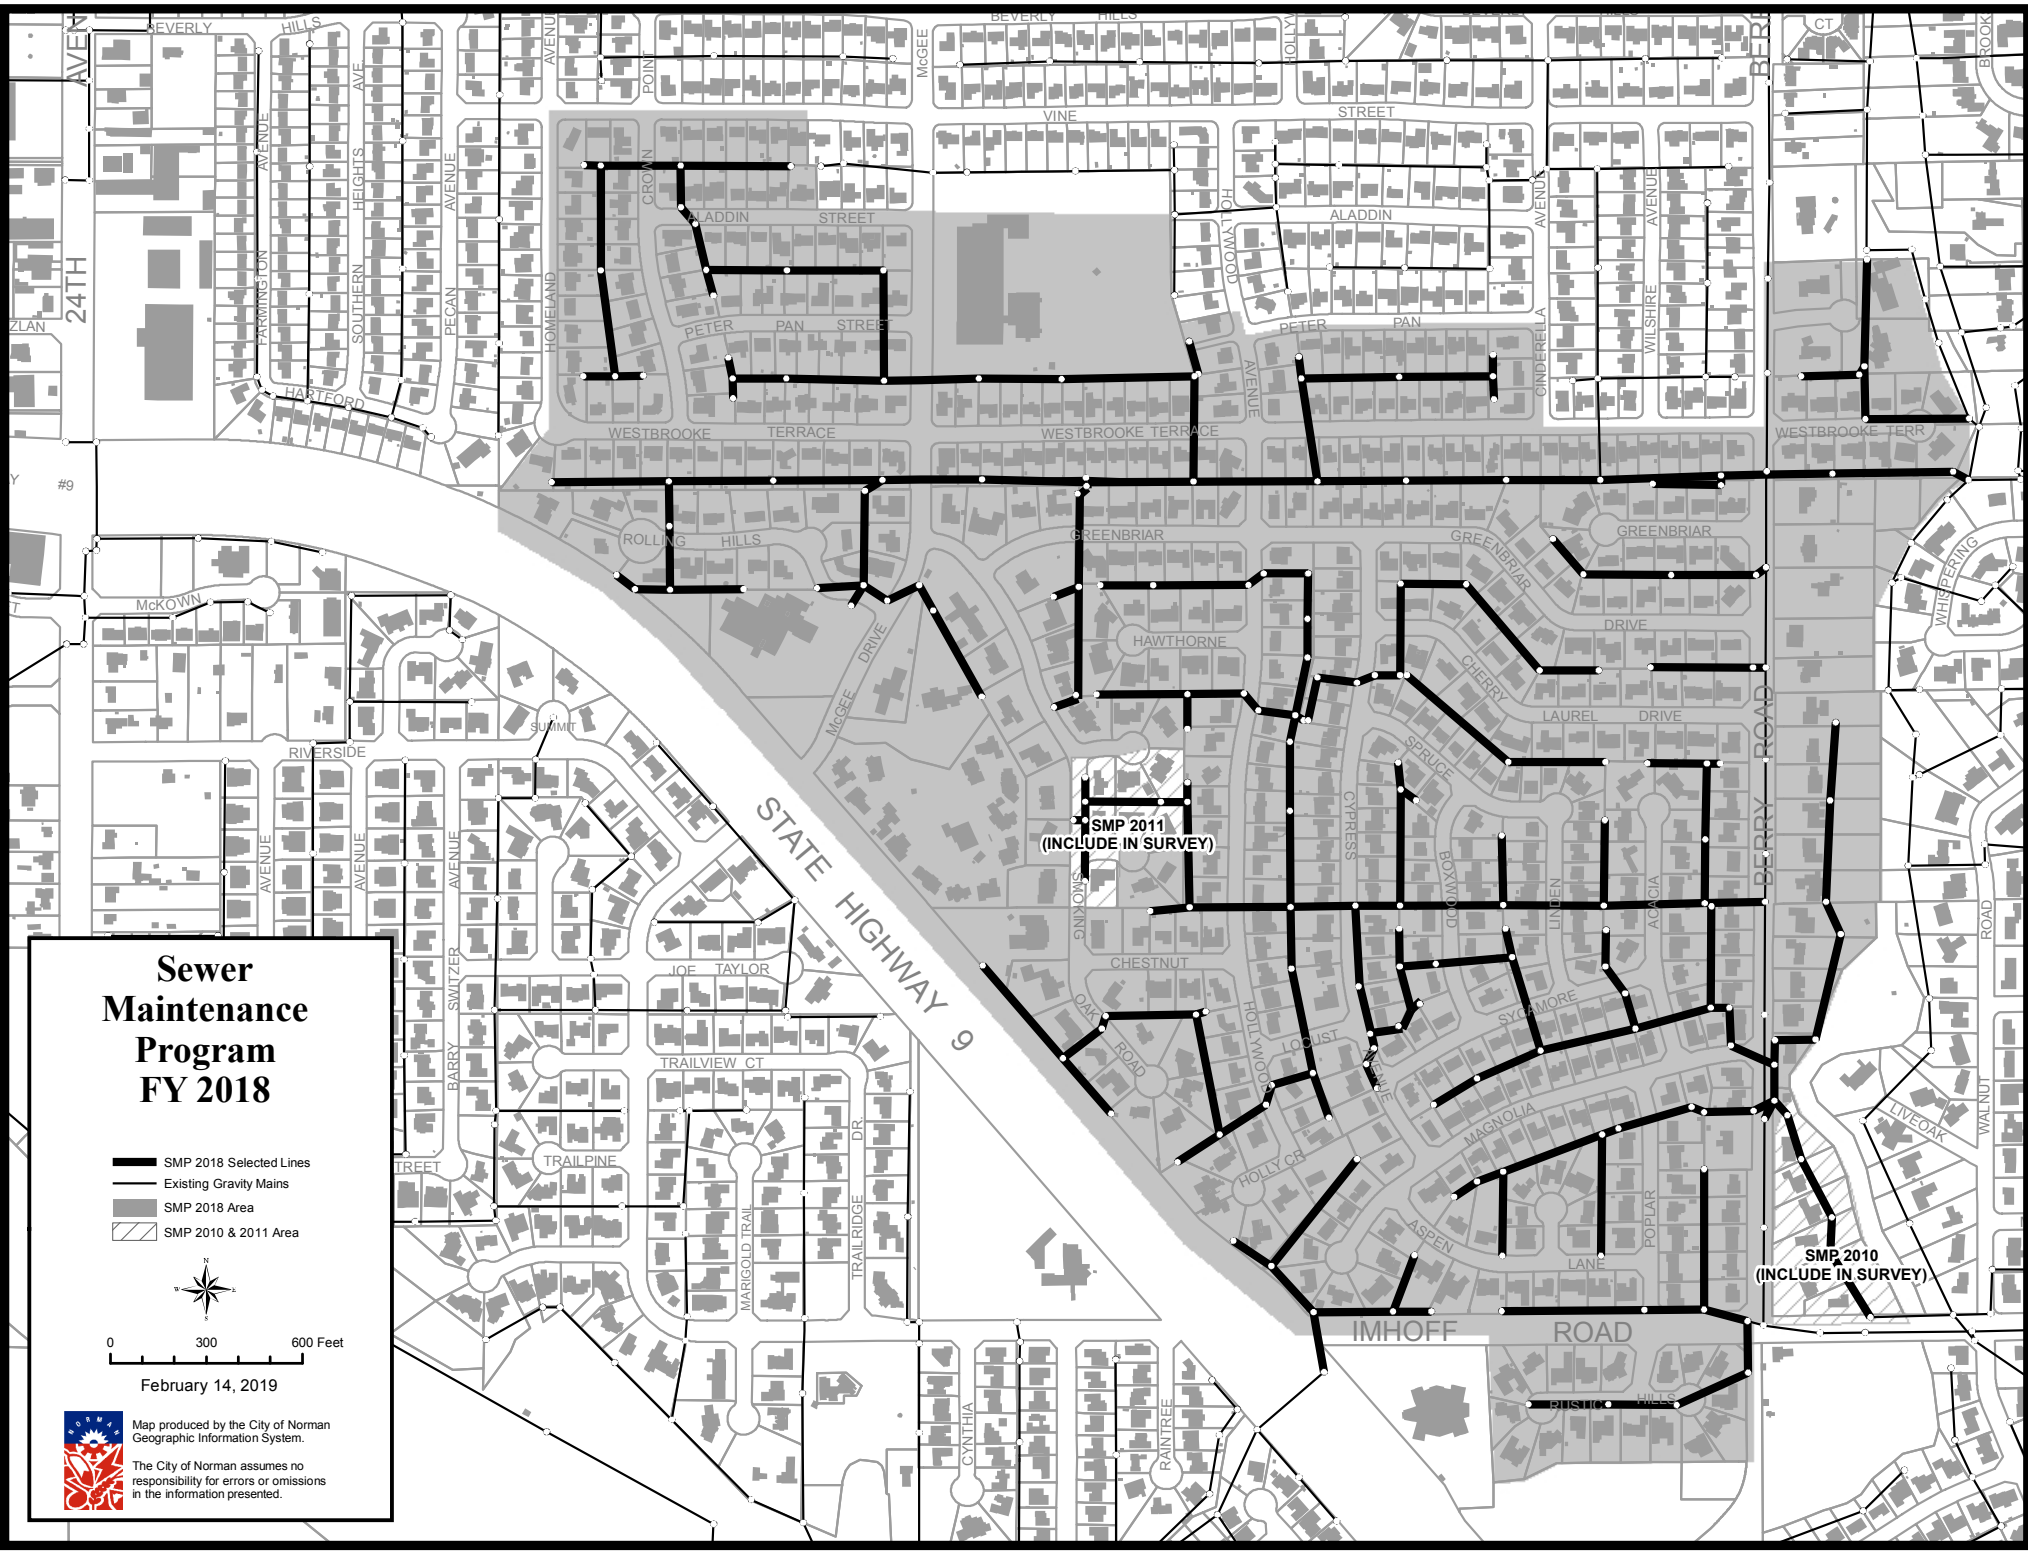 BEVERLY HILLS
BEVERLY HILLS
CT
AVENUE
POINT
McGEE
AVE
VINE
STREET
AVENUE
HEIGHTS
AVENUE
CROWN
HOLLYWOOD
AVENUE
AVENUE
ALADDIN STREET
ALADDIN
24TH
FARMINGTON
SOUTHERN
PECAN
HOMELAND
ZLAN
PETER PAN STREET
PETER PAN
CINDERELLA
WILSHIRE
AVENUE
HARTFORD
WESTBROOKE TERRACE
WESTBROOKE TERRACE
WESTBROOKE TERR
Y #9
ROLLING HILLS
GREENBRIAR
GREENBRIAR
GREENBRIAR
WHISPERING
McKOWN
DRIVE
HAWTHORNE
DRIVE
CHERRY
McGEE
LAUREL DRIVE
SUMMIT
RIVERSIDE
SPRUCE
BERRY ROAD
STATE HIGHWAY 9
CYPRESS
SMP 2011
(INCLUDE IN SURVEY)
AVENUE
AVENUE
AVENUE
SMOKING
BOXWOOD
LINDEN
ACACIA
ROAD
SWITZER
BARRY
JOE TAYLOR
CHESTNUT
OAK
ROAD
HOLLYWOOD
LOCUST
AVENUE
SYCAMORE
TRAILVIEW CT
MAGNOLIA
LIVEOAK
WALNUT
DR.
TRAILRIDGE
TREET
TRAILPINE
HOLLY CR
MARIGOLD TRAIL
ASPEN
LANE
POPLAR
SMP 2010
(INCLUDE IN SURVEY)
IMHOFF ROAD
RUSTIC HILLS
CYNTHIA
RAINTREE
Sewer
Maintenance
Program
FY 2018
SMP 2018 Selected Lines
Existing Gravity Mains
SMP 2018 Area
SMP 2010 & 2011 Area
N
W E
S
0 300 600 Feet
February 14, 2019
NORMAN
Map produced by the City of Norman
Geographic Information System.
The City of Norman assumes no
responsibility for errors or omissions
in the information presented.